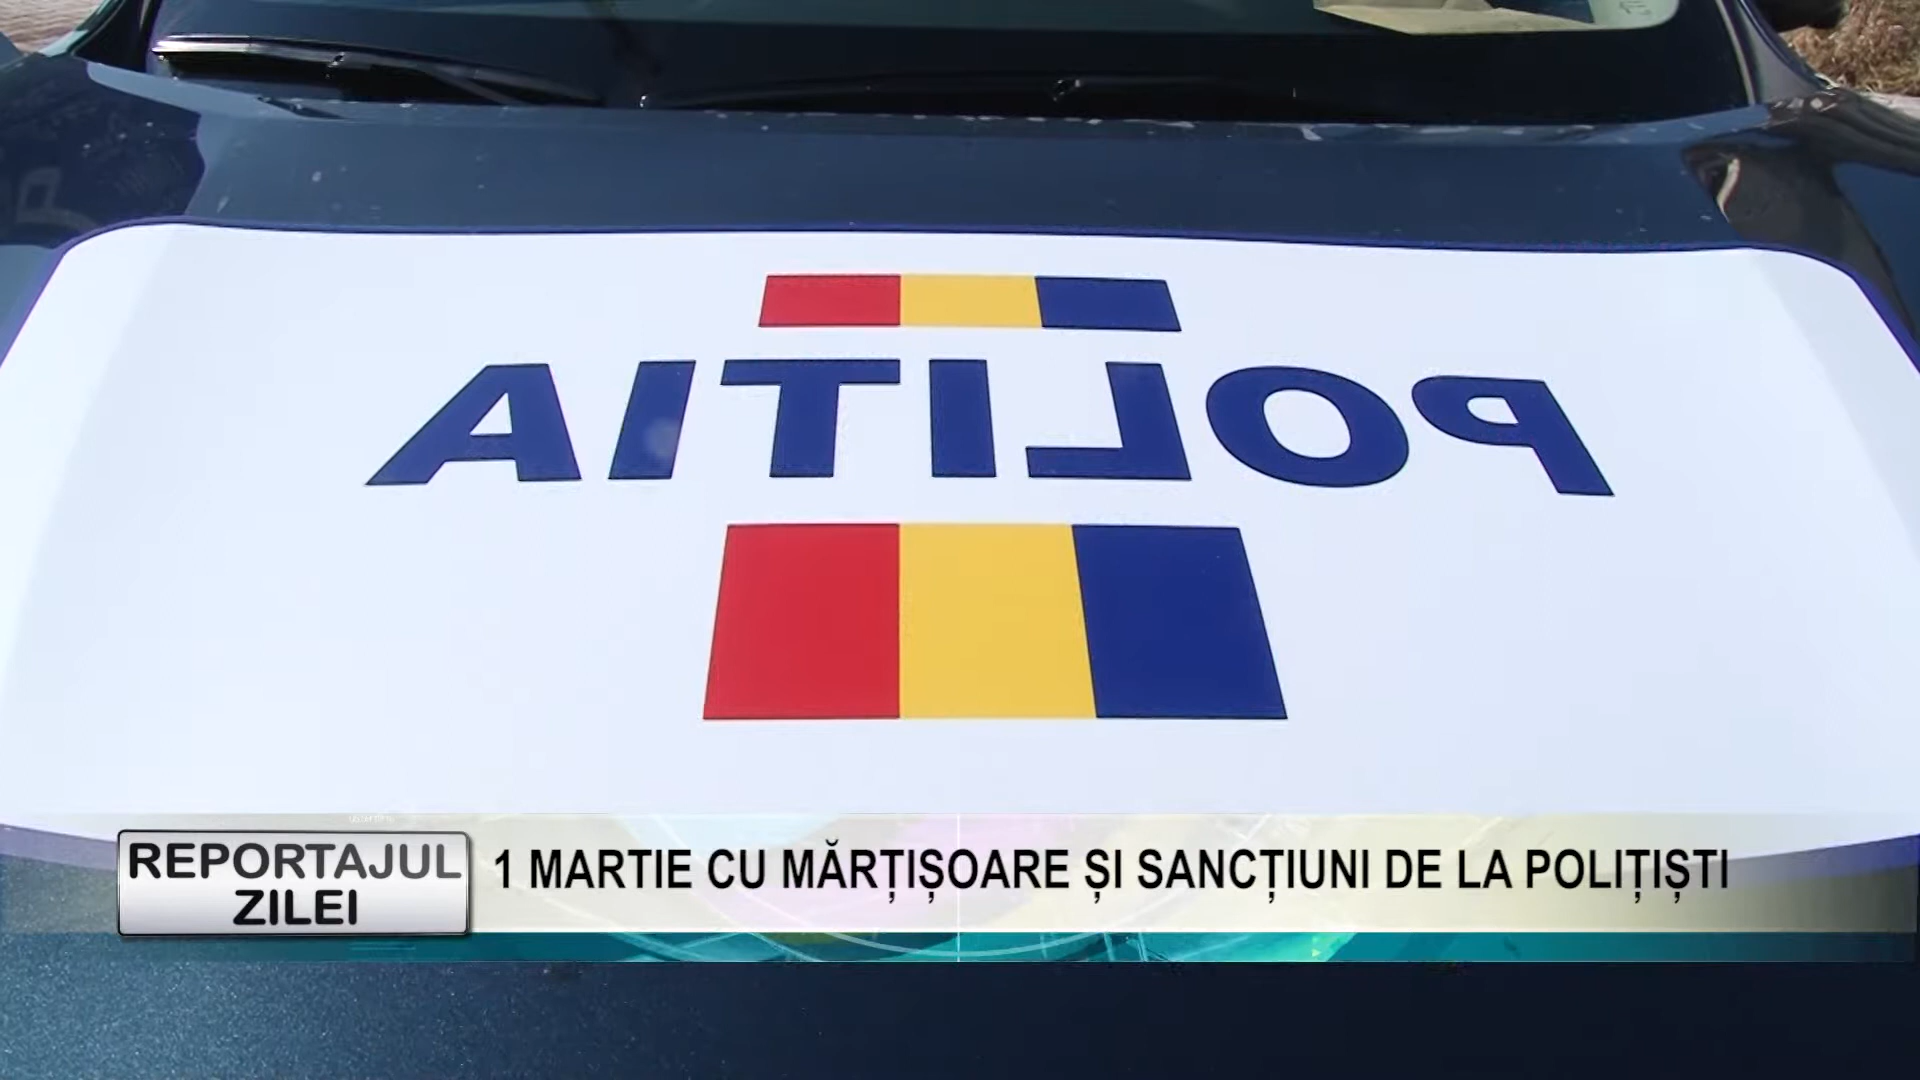 POLITIA
REPORTAJUL
ZILEI
1 MARTIE CU MĂRȚIȘOARE ȘI SANCȚIUNI DE LA POLIȚIȘTI